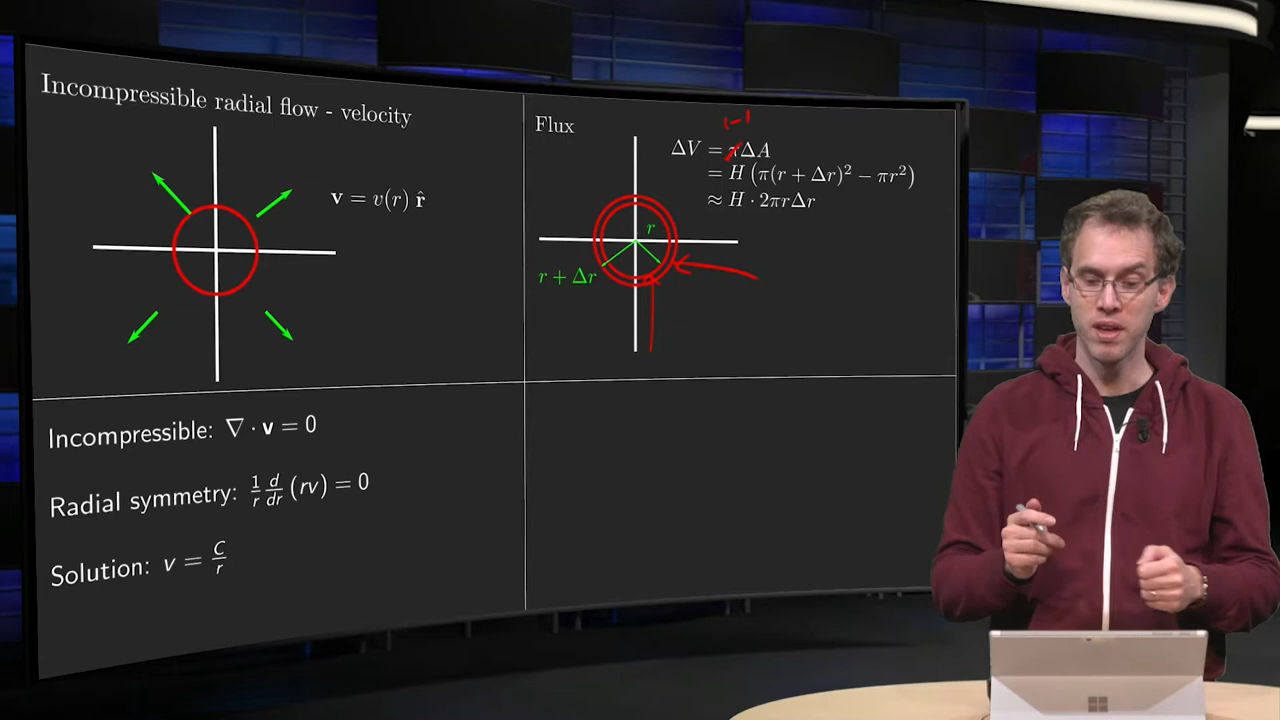 Incompressible radial flow - velocity
v = v(r) r̂
Incompressible: ∇ · v = 0
Radial symmetry: 1/r d/dr (rv) = 0
Solution: v = C/r
Flux
H
ΔV = πΔA
= H (π(r + Δr)² − πr²)
≈ H · 2πrΔr
r
r + Δr